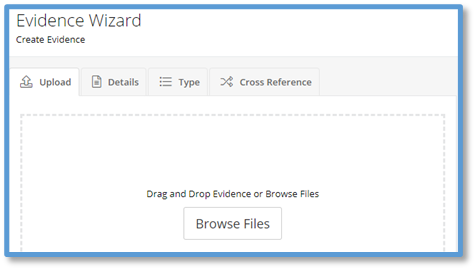 Evidence Wizard
Create Evidence
Upload Details Type Cross Reference
Drag and Drop Evidence or Browse Files
Browse Files